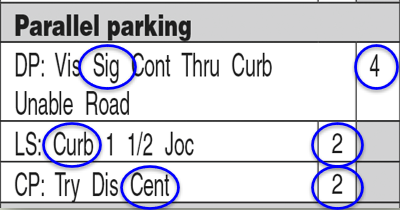 Parallel parking
DP: Vis Sig Cont Thru Curb 4
Unable Road
LS: Curb 1 1/2 Joc 2
CP: Try Dis Cent 2